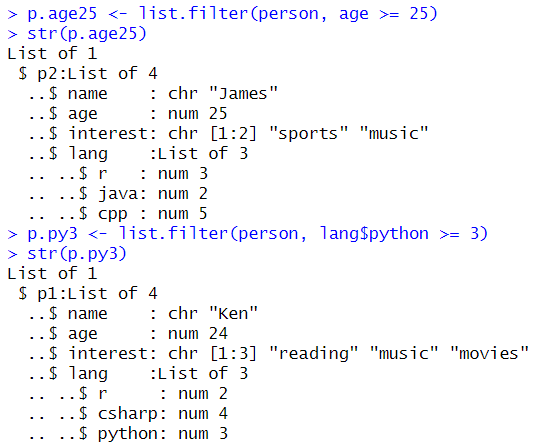 > p.age25 <- list.filter(person, age >= 25)
> str(p.age25)
List of 1
 $ p2:List of 4
  ..$ name    : chr "James"
  ..$ age     : num 25
  ..$ interest: chr [1:2] "sports" "music"
  ..$ lang    :List of 3
  .. ..$ r   : num 3
  .. ..$ java: num 2
  .. ..$ cpp : num 5
> p.py3 <- list.filter(person, lang$python >= 3)
> str(p.py3)
List of 1
 $ p1:List of 4
  ..$ name    : chr "Ken"
  ..$ age     : num 24
  ..$ interest: chr [1:3] "reading" "music" "movies"
  ..$ lang    :List of 3
  .. ..$ r     : num 2
  .. ..$ csharp: num 4
  .. ..$ python: num 3